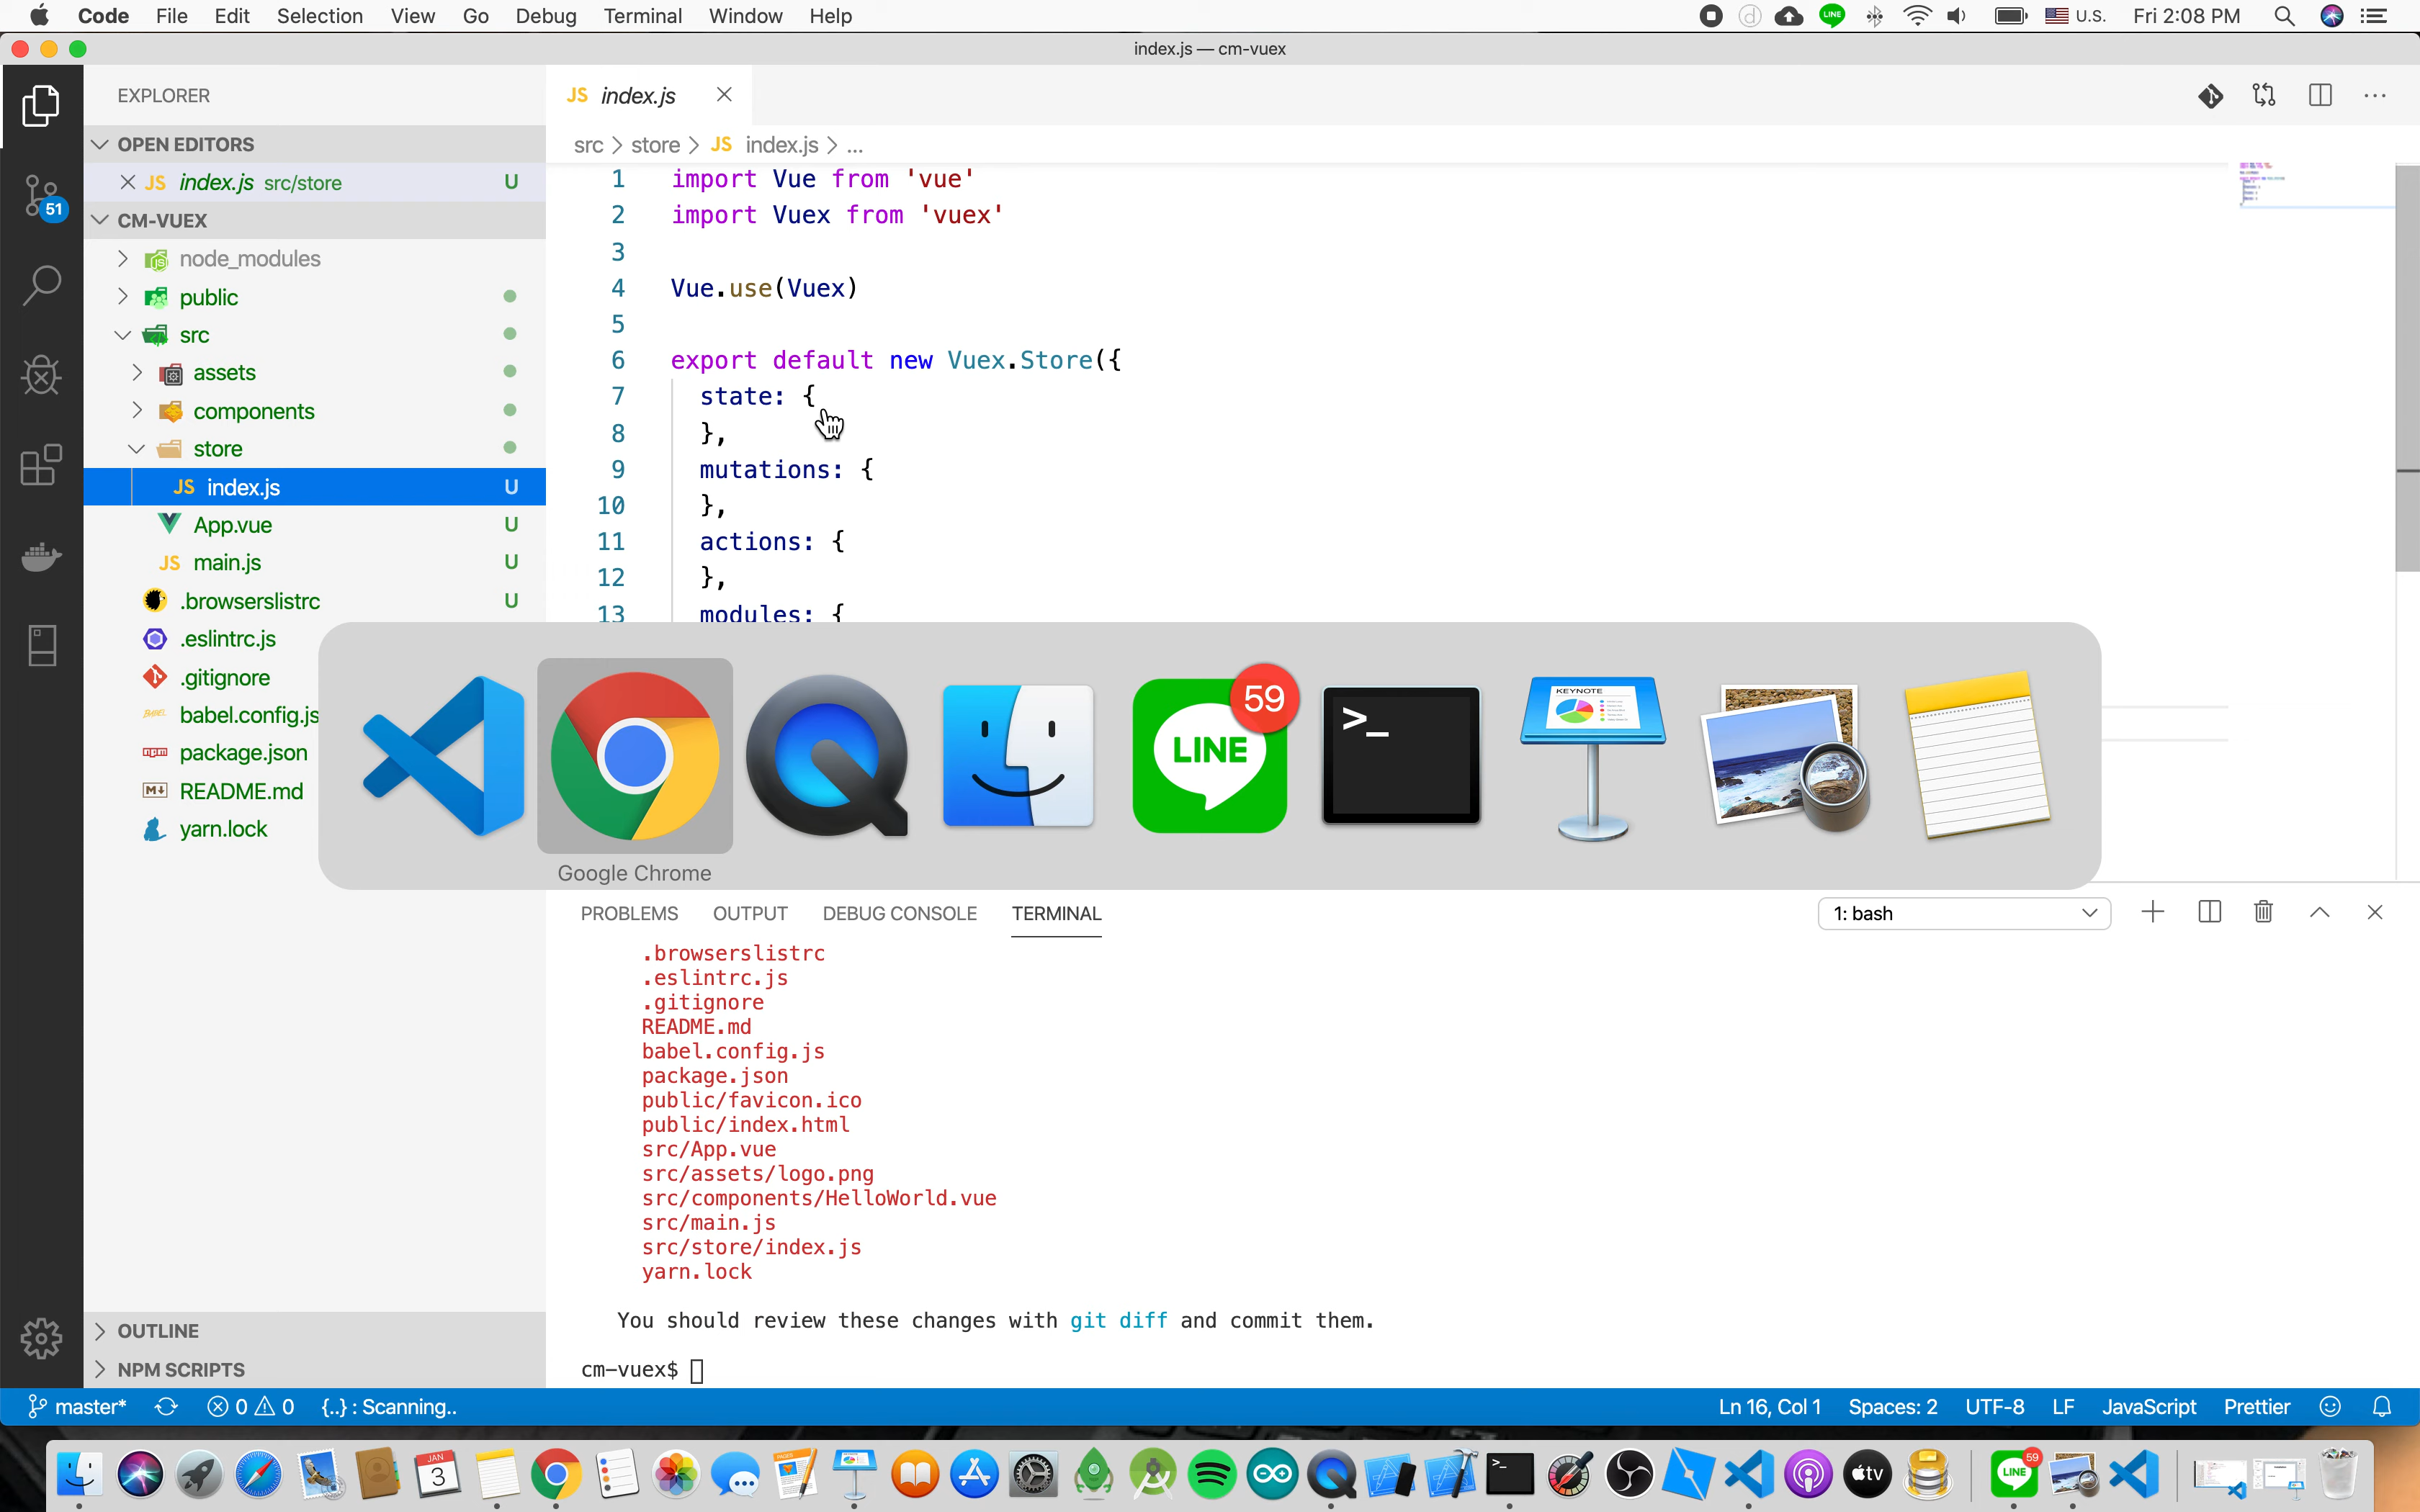 Code File Edit Selection View Go Debug Terminal Window Help
LINE U.S. Fri 2:08 PM
index.js — cm-vuex
EXPLORER
JS index.js
OPEN EDITORS
src > store > JS index.js > ...
JS index.js src/store U
51
CM-VUEX
node_modules
public
src
assets
components
store
JS index.js U
App.vue U
JS main.js U
.browserslistrc U
.eslintrc.js
.gitignore
BABEL babel.config.js
npm package.json
M README.md
yarn.lock
1 import Vue from 'vue'
2 import Vuex from 'vuex'
3
4 Vue.use(Vuex)
5
6 export default new Vuex.Store({
7 state: {
8 },
9 mutations: {
10 },
11 actions: {
12 },
13 modules: {
LINE 59
>_
KEYNOTE
Google Chrome
PROBLEMS OUTPUT DEBUG CONSOLE TERMINAL
1: bash
.browserslistrc
.eslintrc.js
.gitignore
README.md
babel.config.js
package.json
public/favicon.ico
public/index.html
src/App.vue
src/assets/logo.png
src/components/HelloWorld.vue
src/main.js
src/store/index.js
yarn.lock
You should review these changes with git diff and commit them.
cm-vuex$
OUTLINE
NPM SCRIPTS
master* 0 0 {..} : Scanning..
Ln 16, Col 1 Spaces: 2 UTF-8 LF JavaScript Prettier
JAN 3
tv
LINE 59